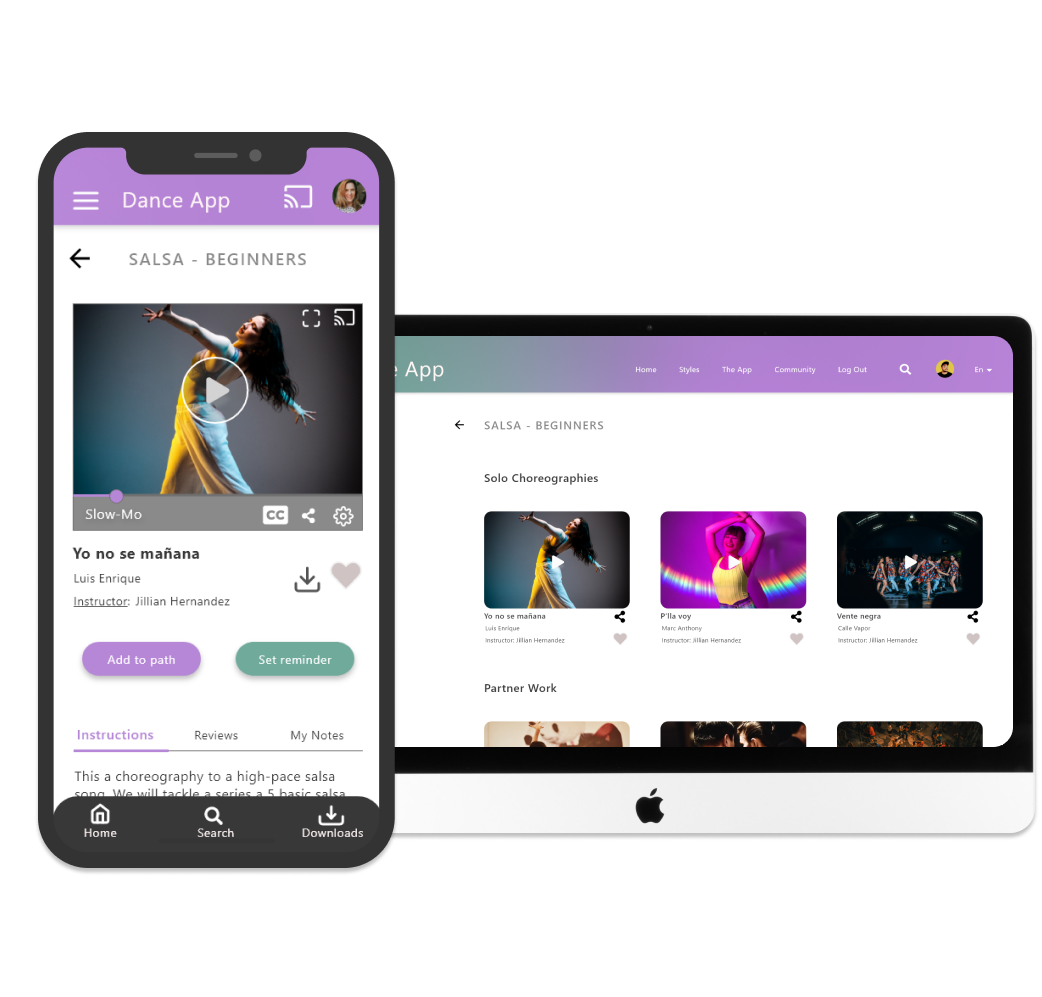 Dance App
SALSA - BEGINNERS
Slow-Mo
CC
Yo no se mañana
Luis Enrique
Instructor: Jillian Hernandez
Add to path
Set reminder
Instructions
Reviews
My Notes
This a choreography to a high-pace salsa
song. We will tackle a series a 5 basic salsa
Home
Search
Downloads
e App
Home
Styles
The App
Community
Log Out
En
SALSA - BEGINNERS
Solo Choreographies
Yo no se mañana
Luis Enrique
Instructor: Jillian Hernandez
P'lla voy
Marc Anthony
Instructor: Jillian Hernandez
Vente negra
Calle Vapor
Instructor: Jillian Hernandez
Partner Work